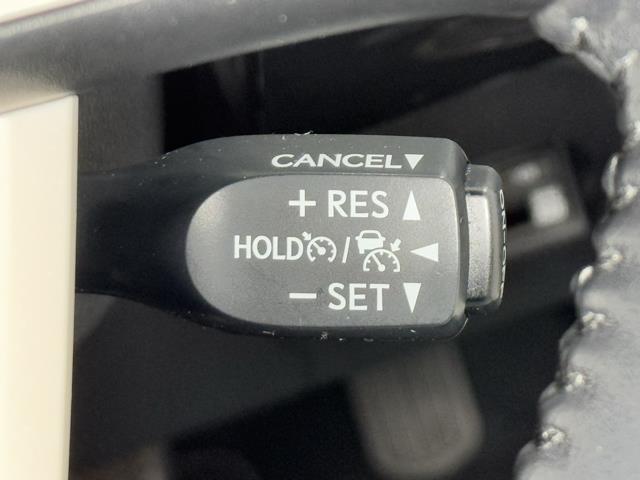 CANCEL▼
+ RES ▲
HOLD / ◀
− SET ▼